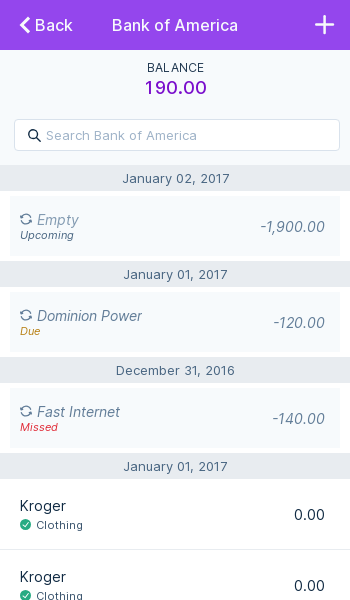 Back
Bank of America
BALANCE
190.00
Search Bank of America
January 02, 2017
Empty
-1,900.00
Upcoming
January 01, 2017
Dominion Power
-120.00
Due
December 31, 2016
Fast Internet
-140.00
Missed
January 01, 2017
Kroger
0.00
Clothing
Kroger
0.00
Clothing